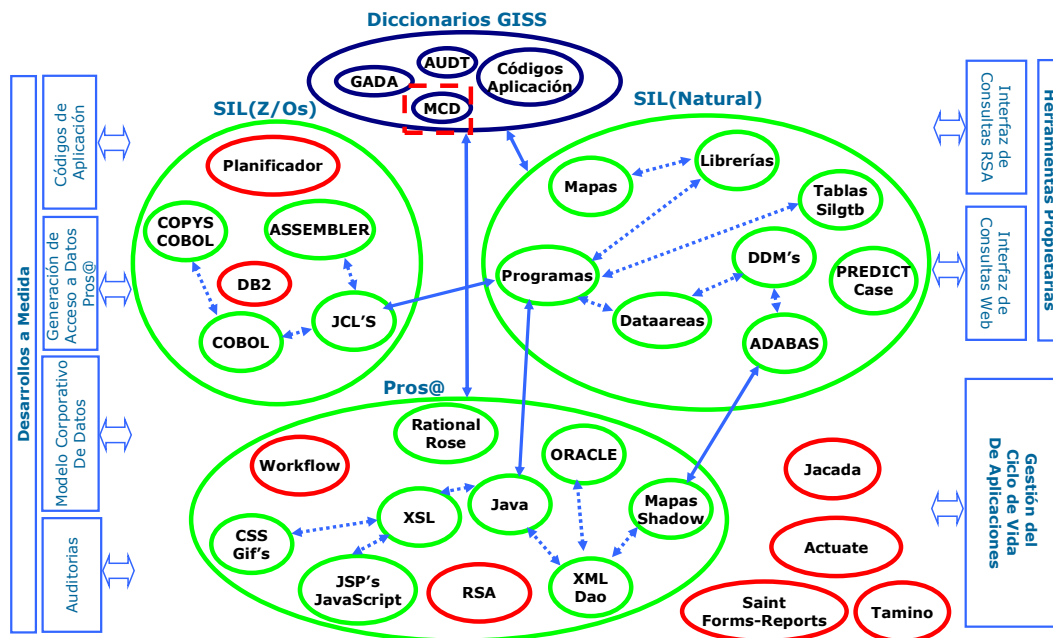 Diccionarios GISS
AUDT
GADA
Códigos
Aplicación
MCD
SIL(Z/Os)
SIL(Natural)
Planificador
COPYS
COBOL
ASSEMBLER
DB2
COBOL
JCL'S
Mapas
Librerías
Tablas
Silgtb
Programas
DDM's
PREDICT
Case
Dataareas
ADABAS
Pros@
Rational
Rose
Workflow
ORACLE
XSL
Java
Mapas
Shadow
CSS
Gif's
JSP's
JavaScript
RSA
XML
Dao
Jacada
Actuate
Saint
Forms-Reports
Tamino
Desarrollos a Medida
Códigos de
Aplicación
Generación de
Acceso a Datos
Pros@
Modelo Corporativo
De Datos
Auditorias
Herramientas Propietarias
Interfaz de
Consultas RSA
Interfaz de
Consultas Web
Gestión del
Ciclo de Vida
De Aplicaciones